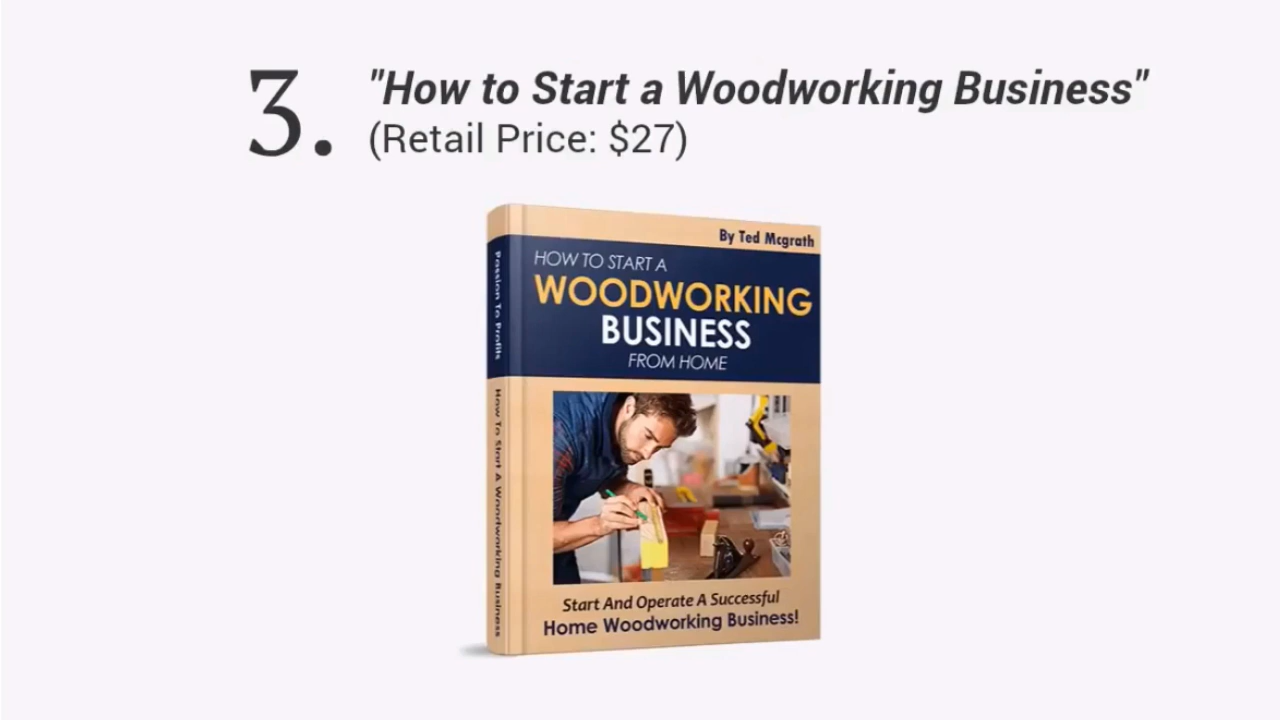 3. "How to Start a Woodworking Business"
(Retail Price: $27)
By Ted Mcgrath
HOW TO START A
WOODWORKING
BUSINESS
FROM HOME
Passion To Profits
How To Start A Woodworking Business
Start And Operate A Successful
Home Woodworking Business!